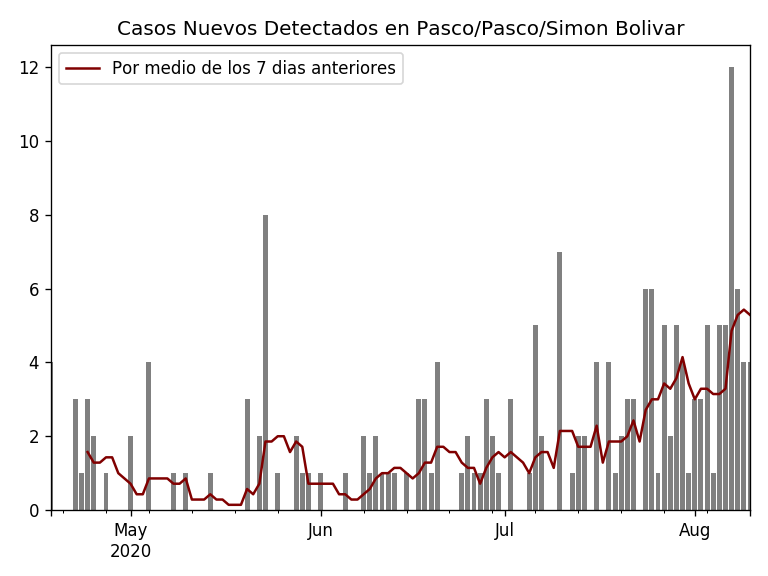 Casos Nuevos Detectados en Pasco/Pasco/Simon Bolivar
Por medio de los 7 dias anteriores
12
10
8
6
4
2
0
May
2020
Jun
Jul
Aug